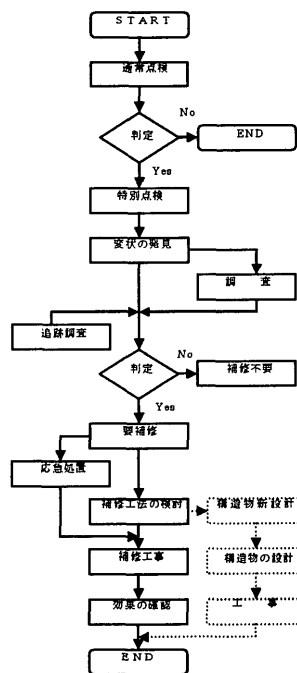 START
通常点検
No
判定
END
Yes
特別点検
変状の発見
調 査
追跡調査
No
判定
補修不要
Yes
要補修
応急処置
補修工法の検討
構造物新設計
補修工事
構造物の設計
効果の確認
工 事
END